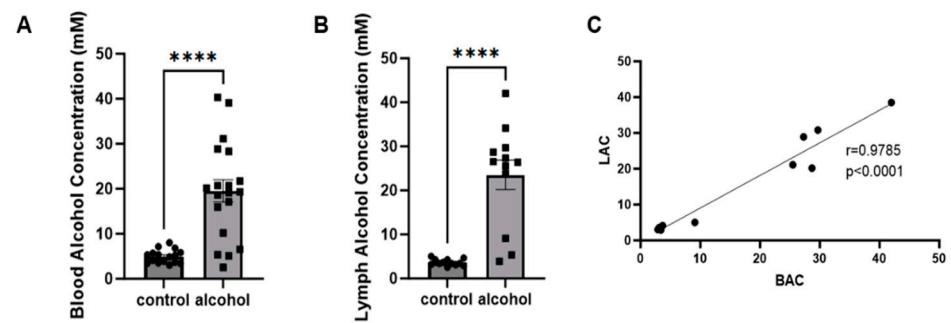 A
Blood Alcohol Concentration (mM)
50
40
30
20
10
0
****
control alcohol
B
Lymph Alcohol Concentration (mM)
50
40
30
20
10
0
****
control alcohol
C
LAC
50
40
30
20
10
0
r=0.9785
p<0.0001
0 10 20 30 40 50
BAC